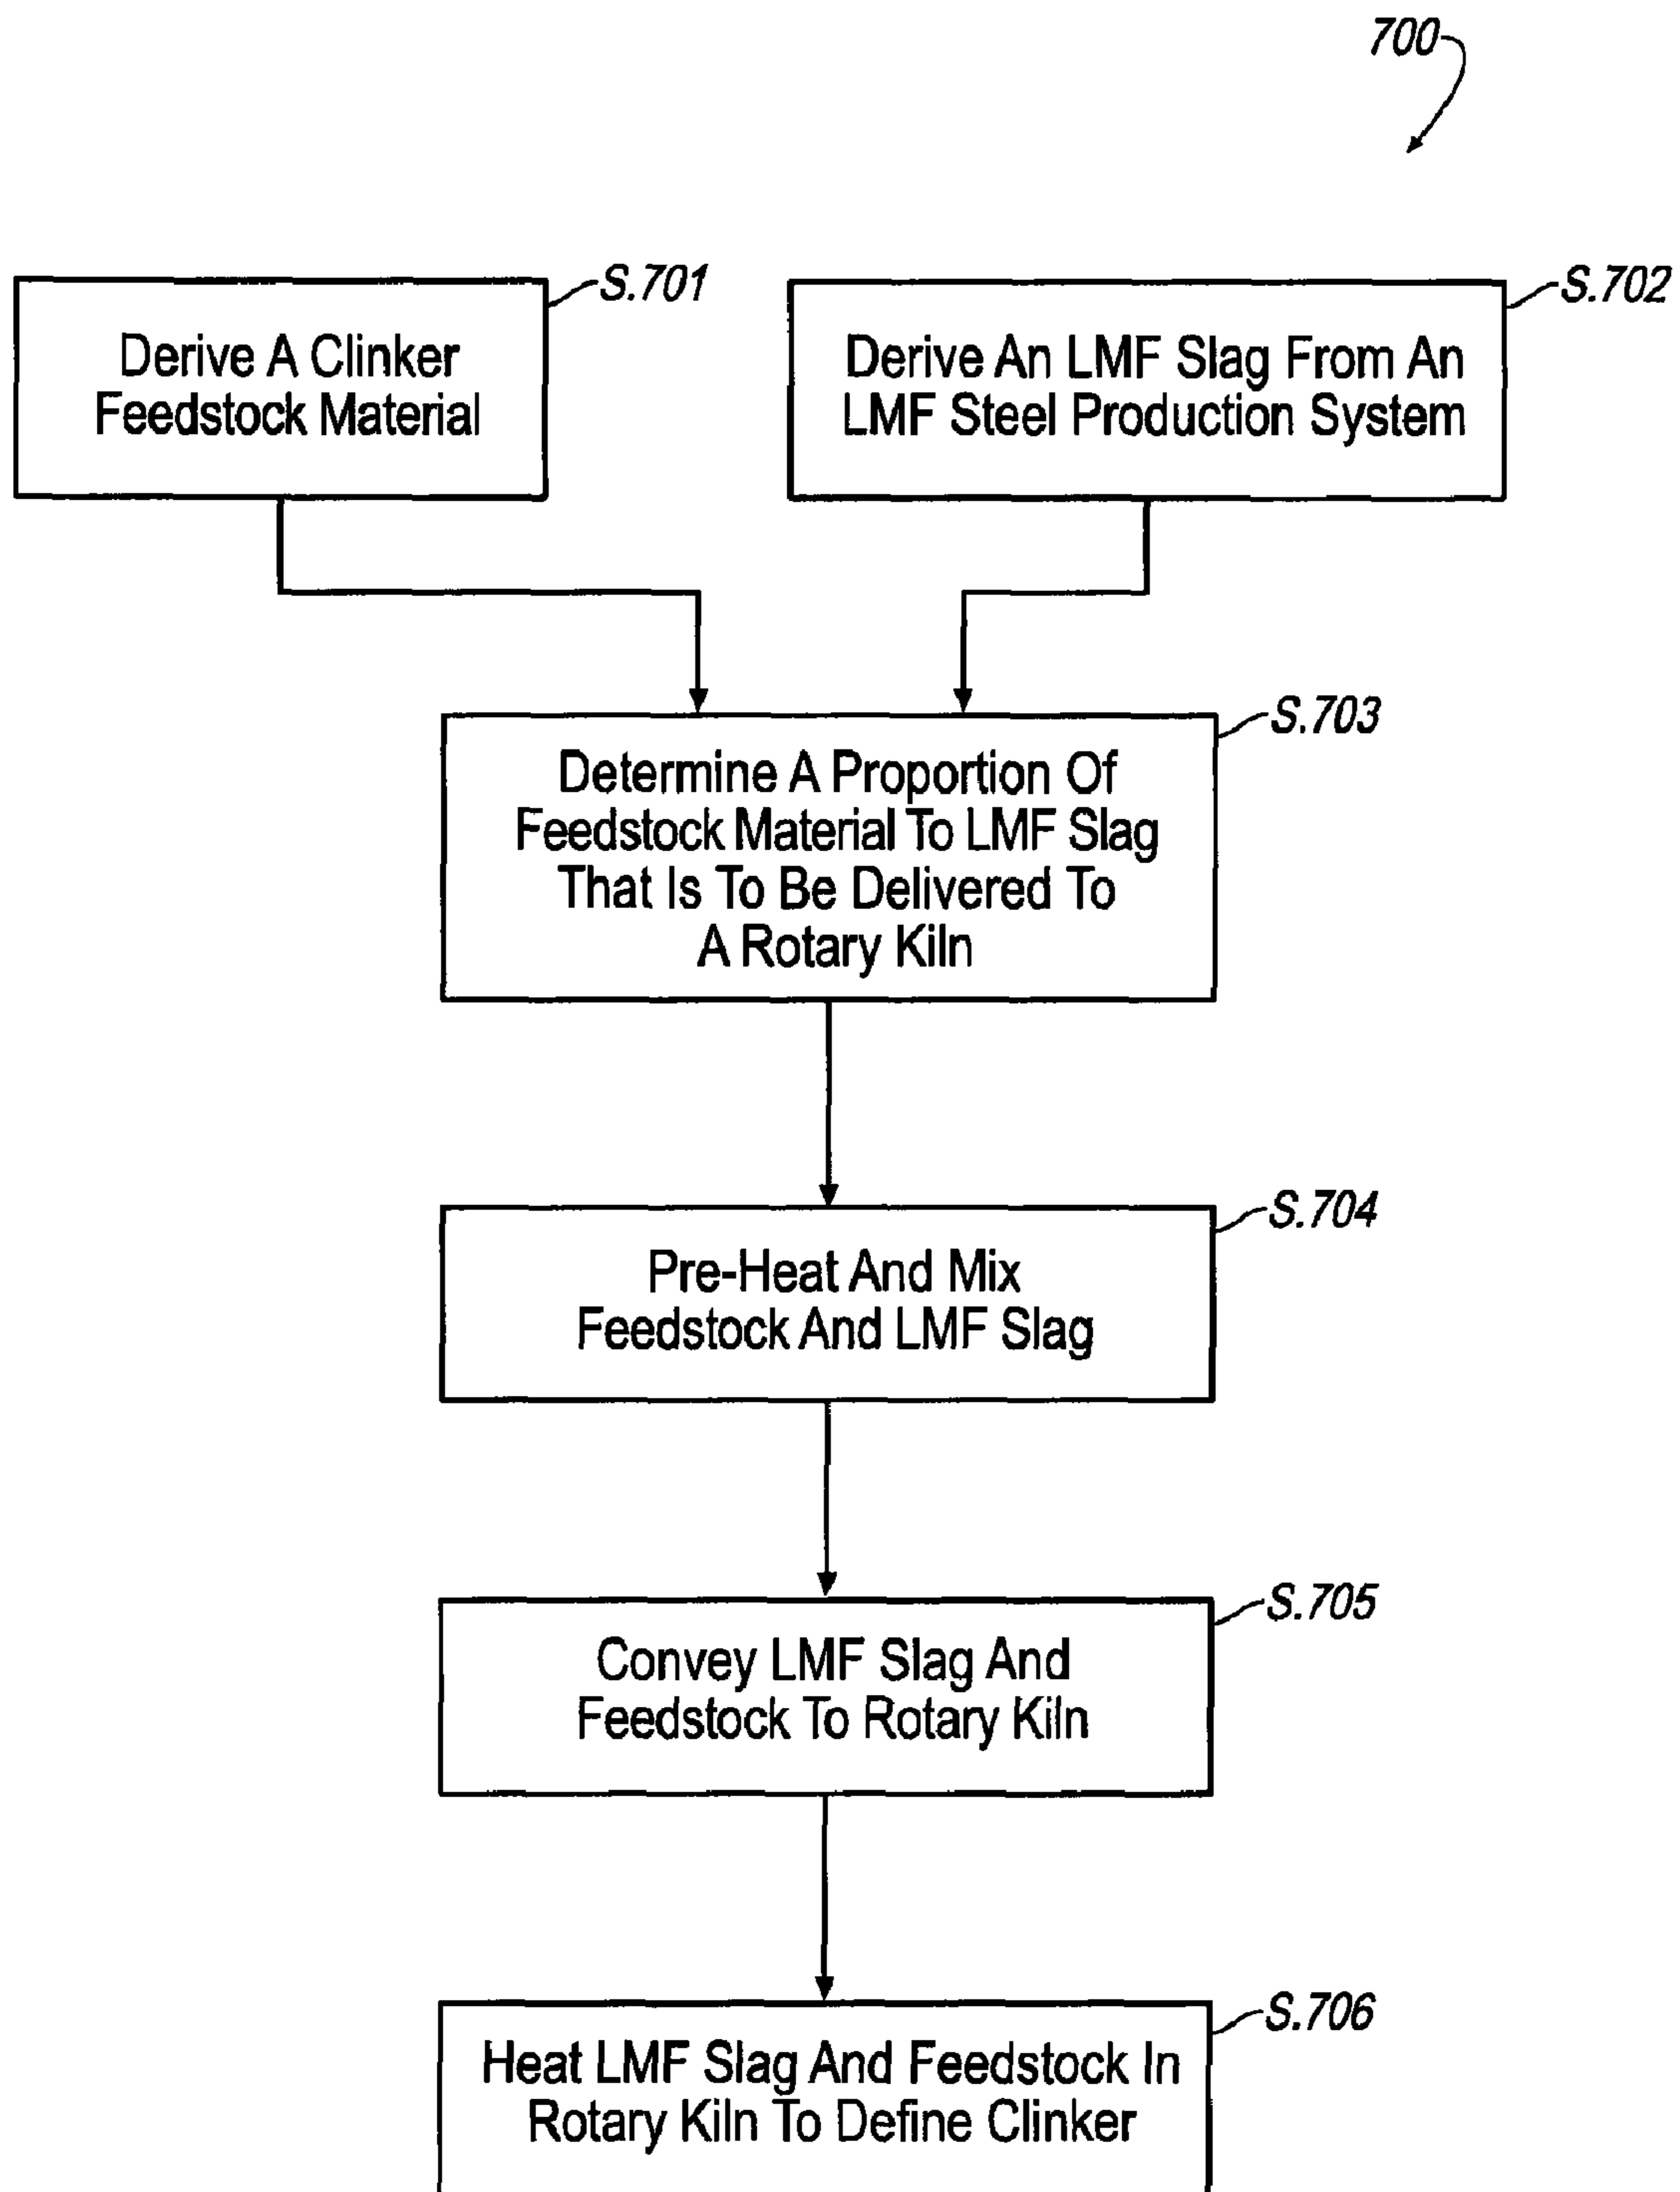 700
S.701
Derive A Clinker
Feedstock Material
S.702
Derive An LMF Slag From An
LMF Steel Production System
S.703
Determine A Proportion Of
Feedstock Material To LMF Slag
That Is To Be Delivered To
A Rotary Kiln
S.704
Pre-Heat And Mix
Feedstock And LMF Slag
S.705
Convey LMF Slag And
Feedstock To Rotary Kiln
S.706
Heat LMF Slag And Feedstock In
Rotary Kiln To Define Clinker